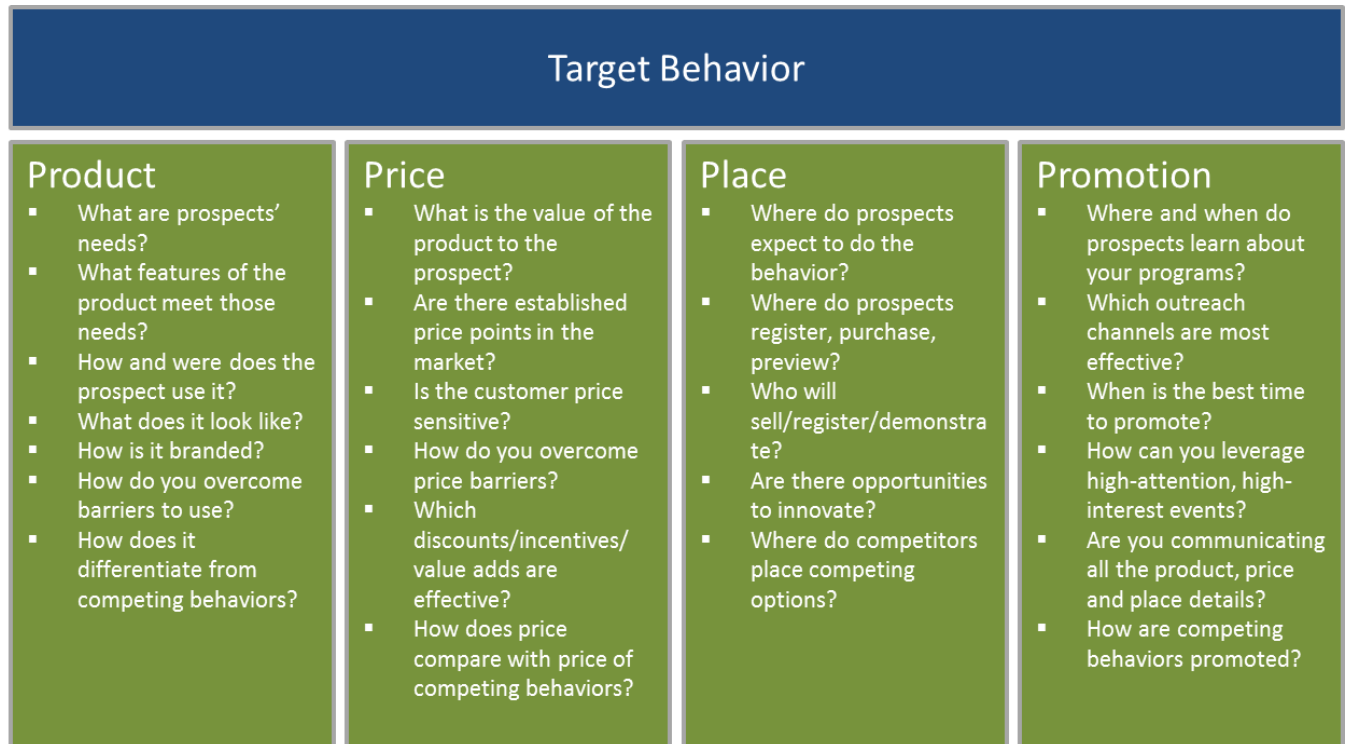 Target Behavior
Product
▪ What are prospects’
needs?
▪ What features of the
product meet those
needs?
▪ How and were does the
prospect use it?
▪ What does it look like?
▪ How is it branded?
▪ How do you overcome
barriers to use?
▪ How does it
differentiate from
competing behaviors?
Price
▪ What is the value of the
product to the
prospect?
▪ Are there established
price points in the
market?
▪ Is the customer price
sensitive?
▪ How do you overcome
price barriers?
▪ Which
discounts/incentives/
value adds are
effective?
▪ How does price
compare with price of
competing behaviors?
Place
▪ Where do prospects
expect to do the
behavior?
▪ Where do prospects
register, purchase,
preview?
▪ Who will
sell/register/demonstra
te?
▪ Are there opportunities
to innovate?
▪ Where do competitors
place competing
options?
Promotion
▪ Where and when do
prospects learn about
your programs?
▪ Which outreach
channels are most
effective?
▪ When is the best time
to promote?
▪ How can you leverage
high-attention, high-
interest events?
▪ Are you communicating
all the product, price
and place details?
▪ How are competing
behaviors promoted?